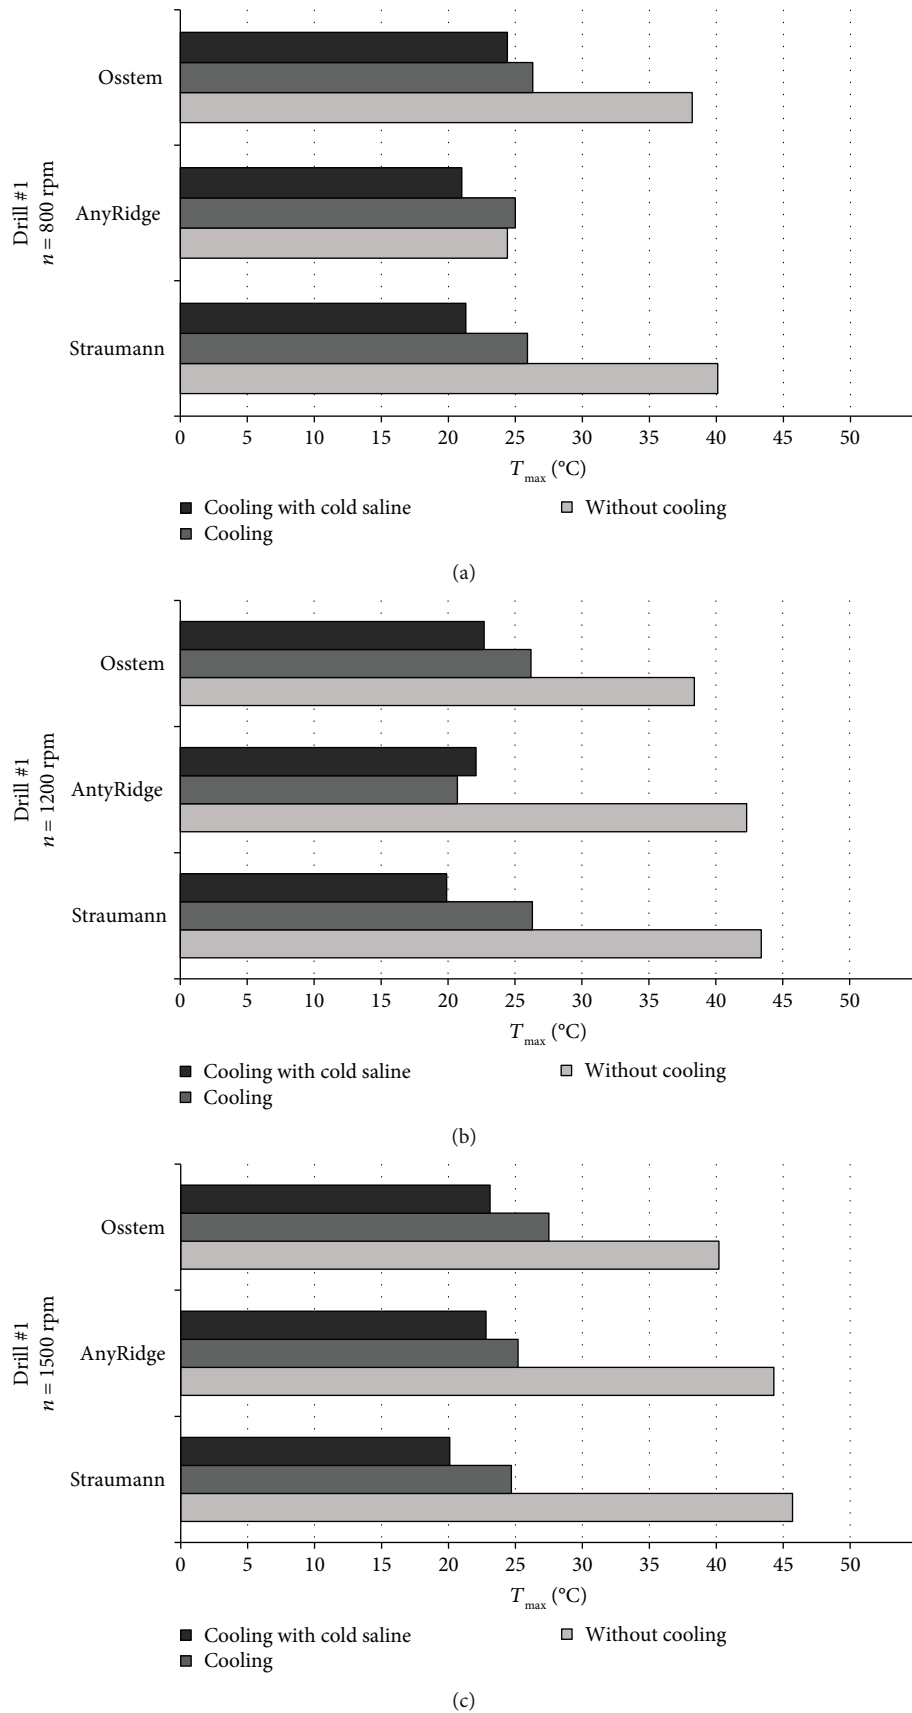 Drill #1
n = 800 rpm
Osstem
AnyRidge
Straumann
0 5 10 15 20 25 30 35 40 45 50
Tmax (°C)
Cooling with cold saline
Without cooling
Cooling
(a)
Drill #1
n = 1200 rpm
Osstem
AntyRidge
Straumann
0 5 10 15 20 25 30 35 40 45 50
Tmax (°C)
Cooling with cold saline
Without cooling
Cooling
(b)
Drill #1
n = 1500 rpm
Osstem
AnyRidge
Straumann
0 5 10 15 20 25 30 35 40 45 50
Tmax (°C)
Cooling with cold saline
Without cooling
Cooling
(c)